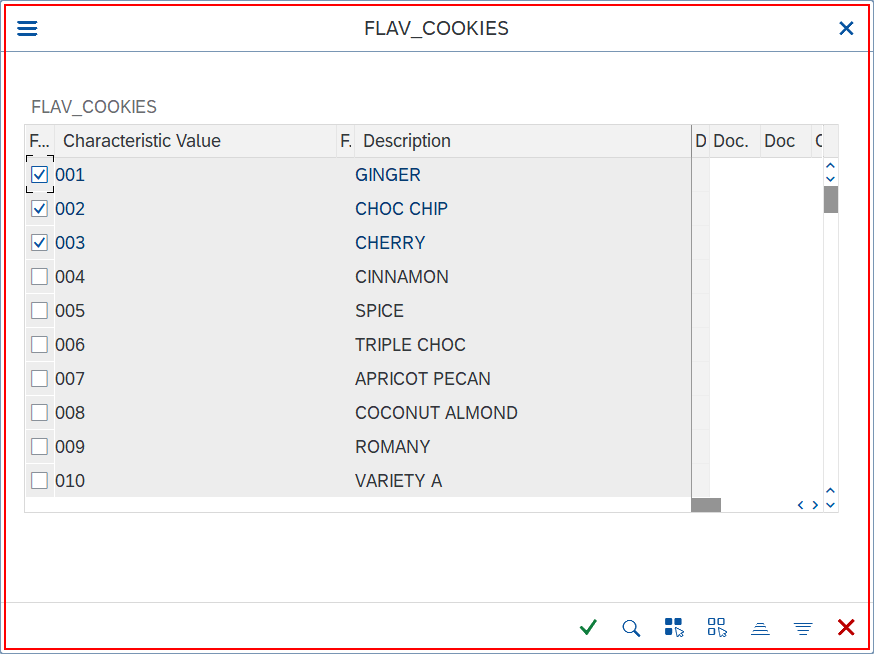 FLAV_COOKIES
FLAV_COOKIES
F... Characteristic Value F. Description D Doc. Doc
001 GINGER
002 CHOC CHIP
003 CHERRY
004 CINNAMON
005 SPICE
006 TRIPLE CHOC
007 APRICOT PECAN
008 COCONUT ALMOND
009 ROMANY
010 VARIETY A